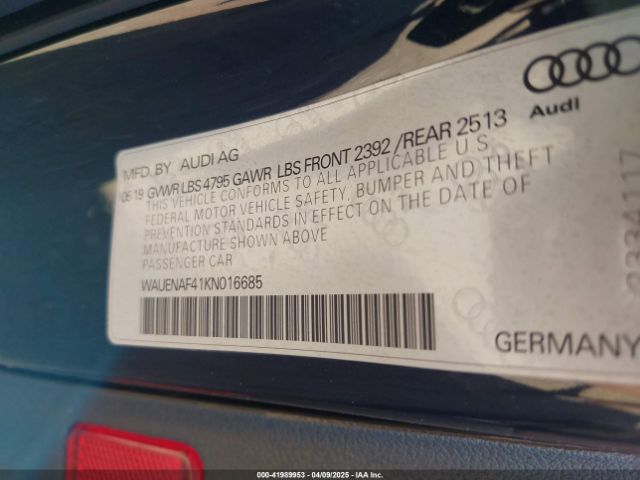 Audi
MFD. BY AUDI AG
05 19 GVWR LBS 4795 GAWR LBS FRONT 2392 /REAR 2513
THIS VEHICLE CONFORMS TO ALL APPLICABLE U.S.
FEDERAL MOTOR VEHICLE SAFETY, BUMPER AND THEFT
PREVENTION STANDARDS IN EFFECT ON THE DATE OF
MANUFACTURE SHOWN ABOVE
PASSENGER CAR
WAUENAF41KN016685
GERMANY
000-41989953 04/09/2025 - IAA Inc.